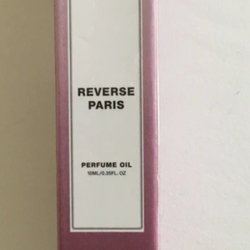 REVERSE
PARIS
PERFUME OIL
10ML/0.35FL.OZ